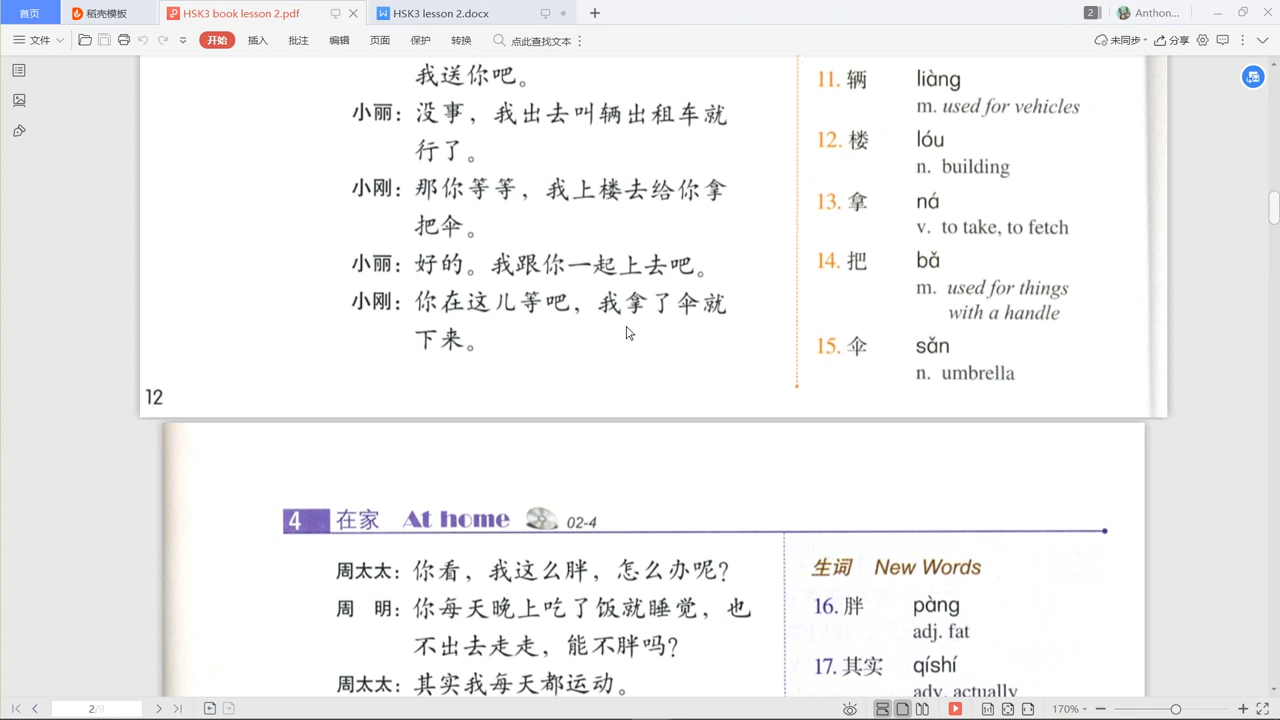 首页
稻壳模板
HSK3 book lesson 2.pdf
HSK3 lesson 2.docx
2
Anthon...
文件
开始
插入
批注
编辑
页面
保护
转换
点此查找文本
未同步
分享
我送你吧。
小丽：没事，我出去叫辆出租车就
行了。
小刚：那你等等，我上楼去给你拿
把伞。
小丽：好的。我跟你一起上去吧。
小刚：你在这儿等吧，我拿了伞就
下来。
12
11. 辆 liàng
m. used for vehicles
12. 楼 lóu
n. building
13. 拿 ná
v. to take, to fetch
14. 把 bǎ
m. used for things
with a handle
15. 伞 sǎn
n. umbrella
4 在家 At home 02-4
周太太：你看，我这么胖，怎么办呢？
周 明：你每天晚上吃了饭就睡觉，也
不出去走走，能不胖吗？
周太太：其实我每天都运动。
生词 New Words
16. 胖 pàng
adj. fat
17. 其实 qíshí
adv. actually
2/9
170%